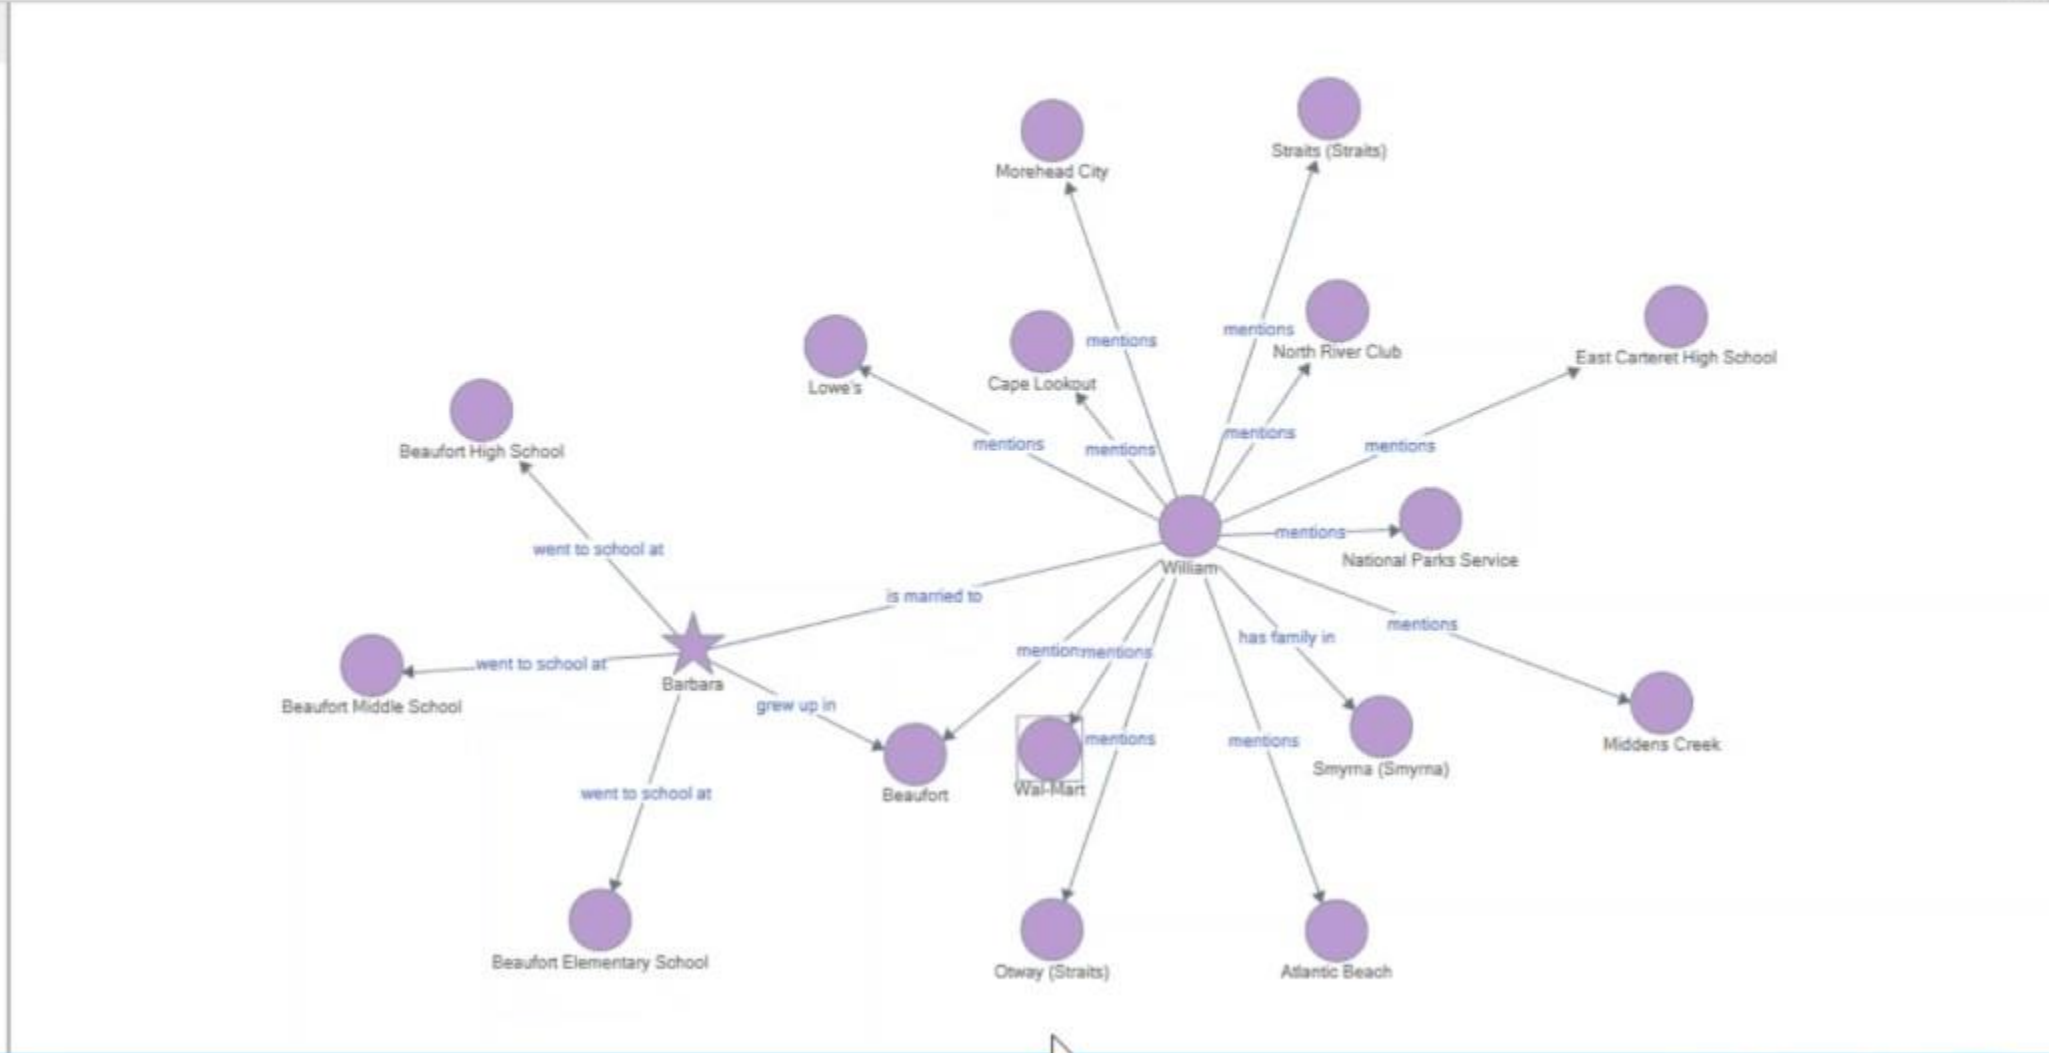 Straits (Straits)
Morehead City
mentions
mentions
North River Club
East Carteret High School
Lowe's
Cape Lookout
mentions
mentions
mentions
mentions
Beaufort High School
mentions
National Parks Service
William
went to school at
is married to
mentions
has family in
mention
mentions
went to school at
Barbara
Beaufort Middle School
grew up in
mentions
mentions
Middens Creek
Smyrna (Smyrna)
Wal-Mart
Beaufort
went to school at
Beaufort Elementary School
Otway (Straits)
Atlantic Beach